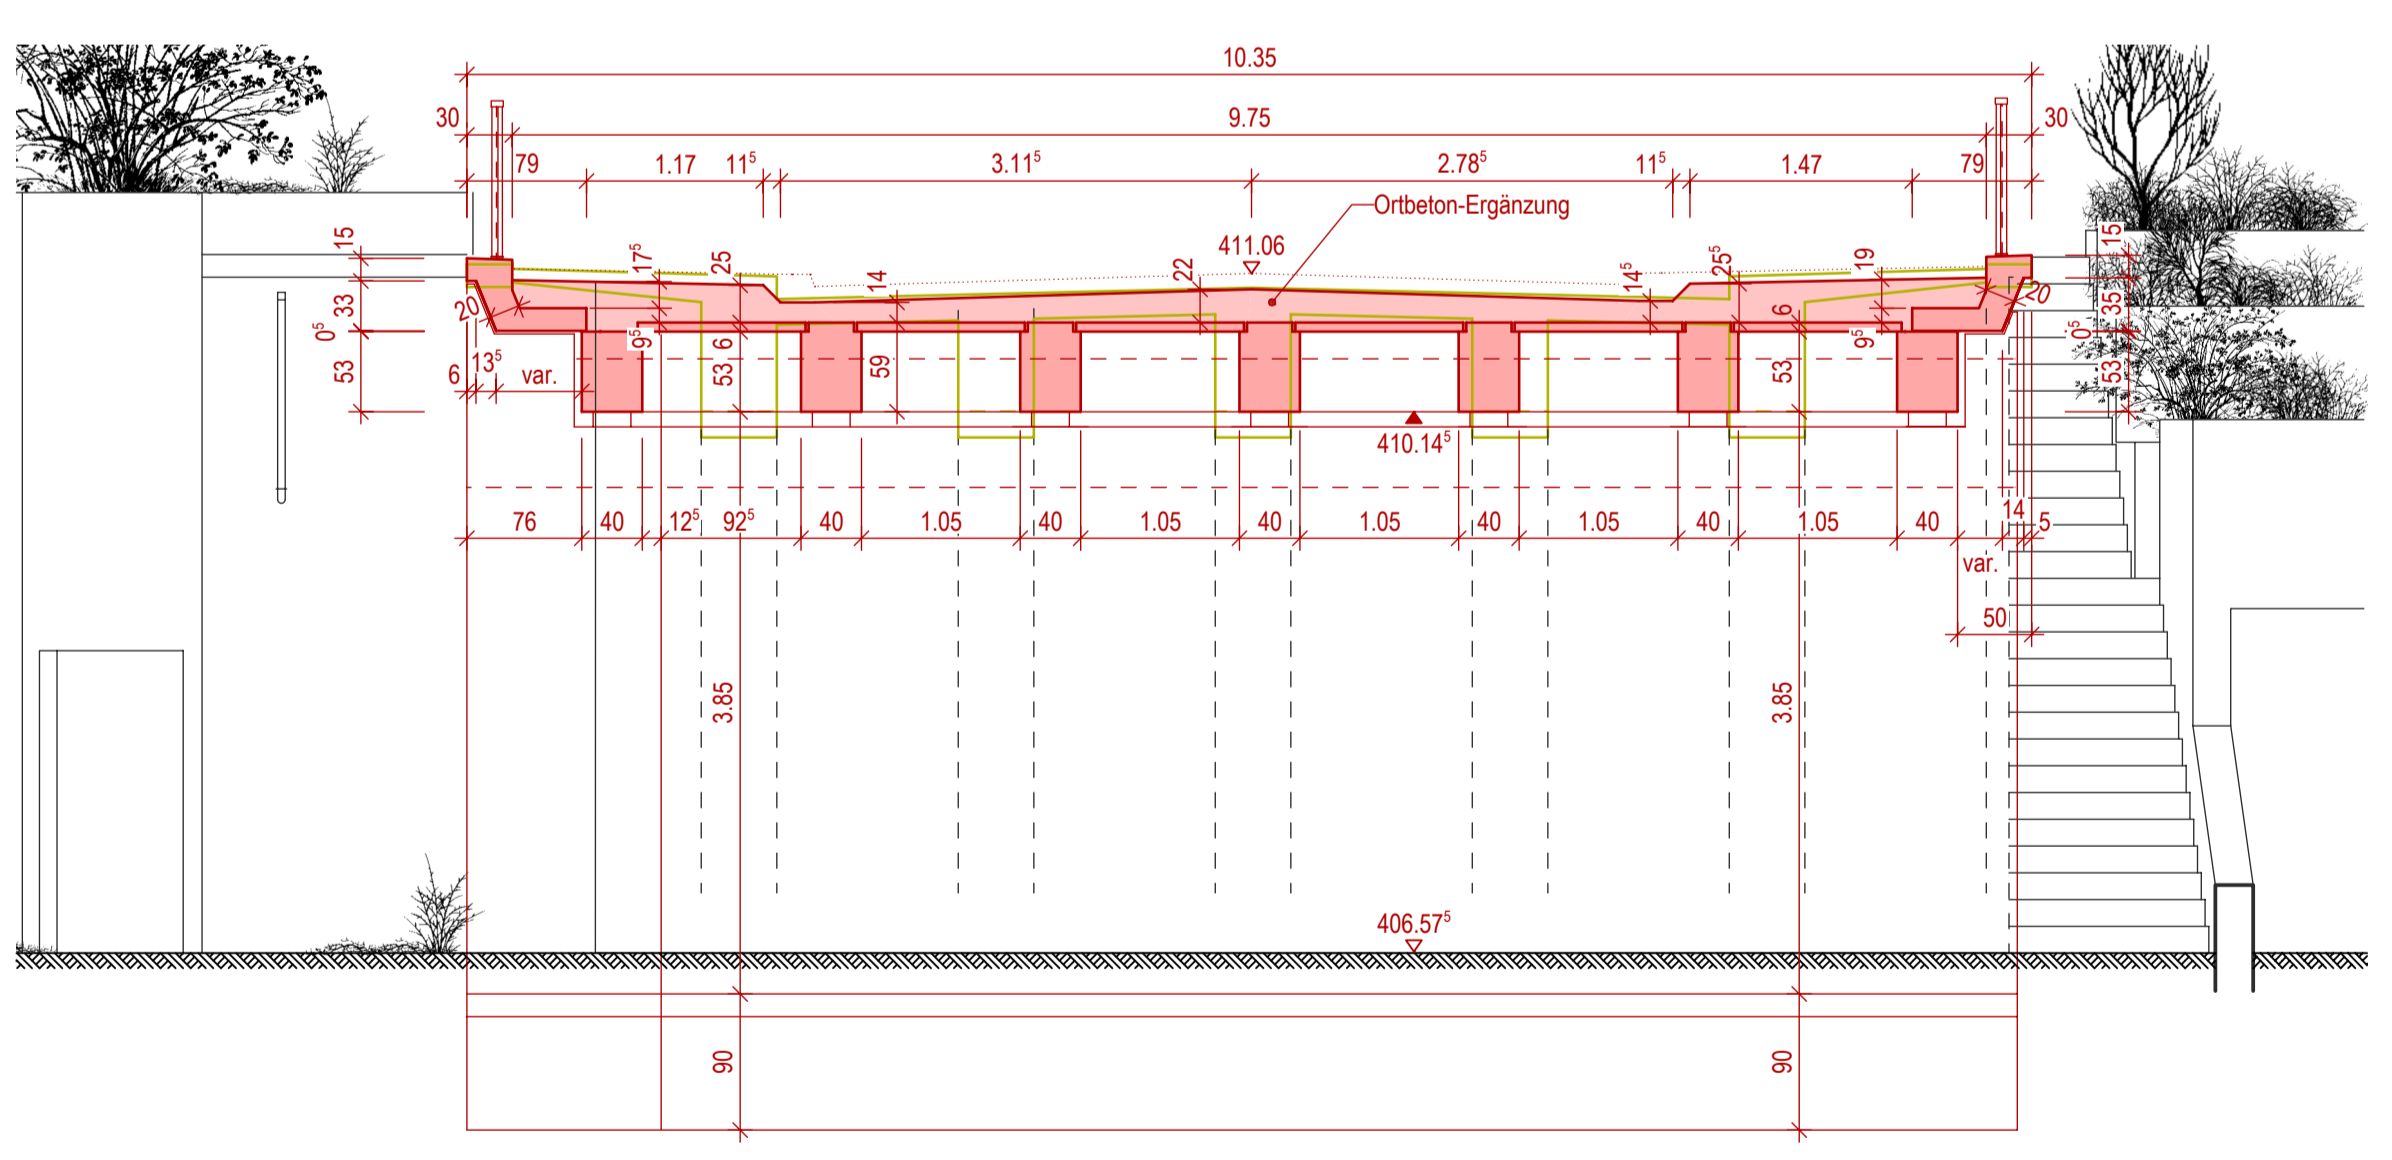 10.35
30 9.75 30
79 1.17 11⁵ 3.11⁵ 2.78⁵ 11⁵ 1.47 79
Ortbeton-Ergänzung
411.06
15 17⁵ 25 14 22 14⁵ 25⁵ 19 15
33 20 6 20 35
0⁵ 9⁵ 6 59 9⁵ 0⁵
53 53 53 53
6 13⁵ var.
410.14⁵
76 40 12⁵ 92⁵ 40 1.05 40 1.05 40 1.05 40 1.05 40 1.05 40 14 5
var.
50
3.85 3.85
406.57⁵
90 90